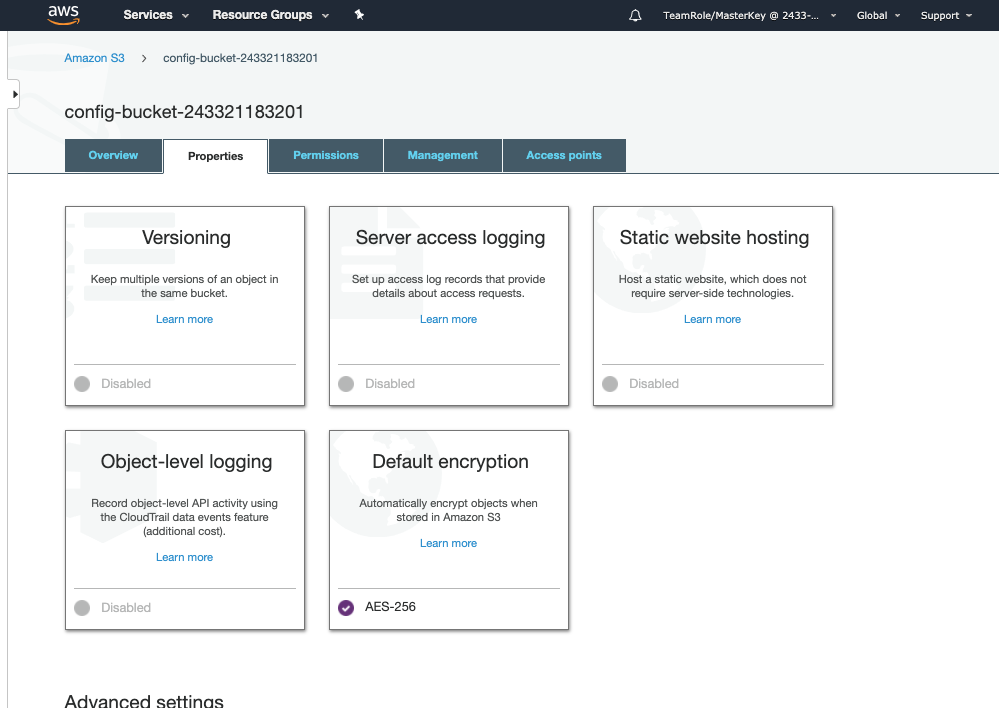 aws Services Resource Groups TeamRole/MasterKey @ 2433-... Global Support
Amazon S3 > config-bucket-243321183201
config-bucket-243321183201
Overview Properties Permissions Management Access points
Versioning
Keep multiple versions of an object in
the same bucket.
Learn more
Disabled
Server access logging
Set up access log records that provide
details about access requests.
Learn more
Disabled
Static website hosting
Host a static website, which does not
require server-side technologies.
Learn more
Disabled
Object-level logging
Record object-level API activity using
the CloudTrail data events feature
(additional cost).
Learn more
Disabled
Default encryption
Automatically encrypt objects when
stored in Amazon S3
Learn more
AES-256
Advanced settings